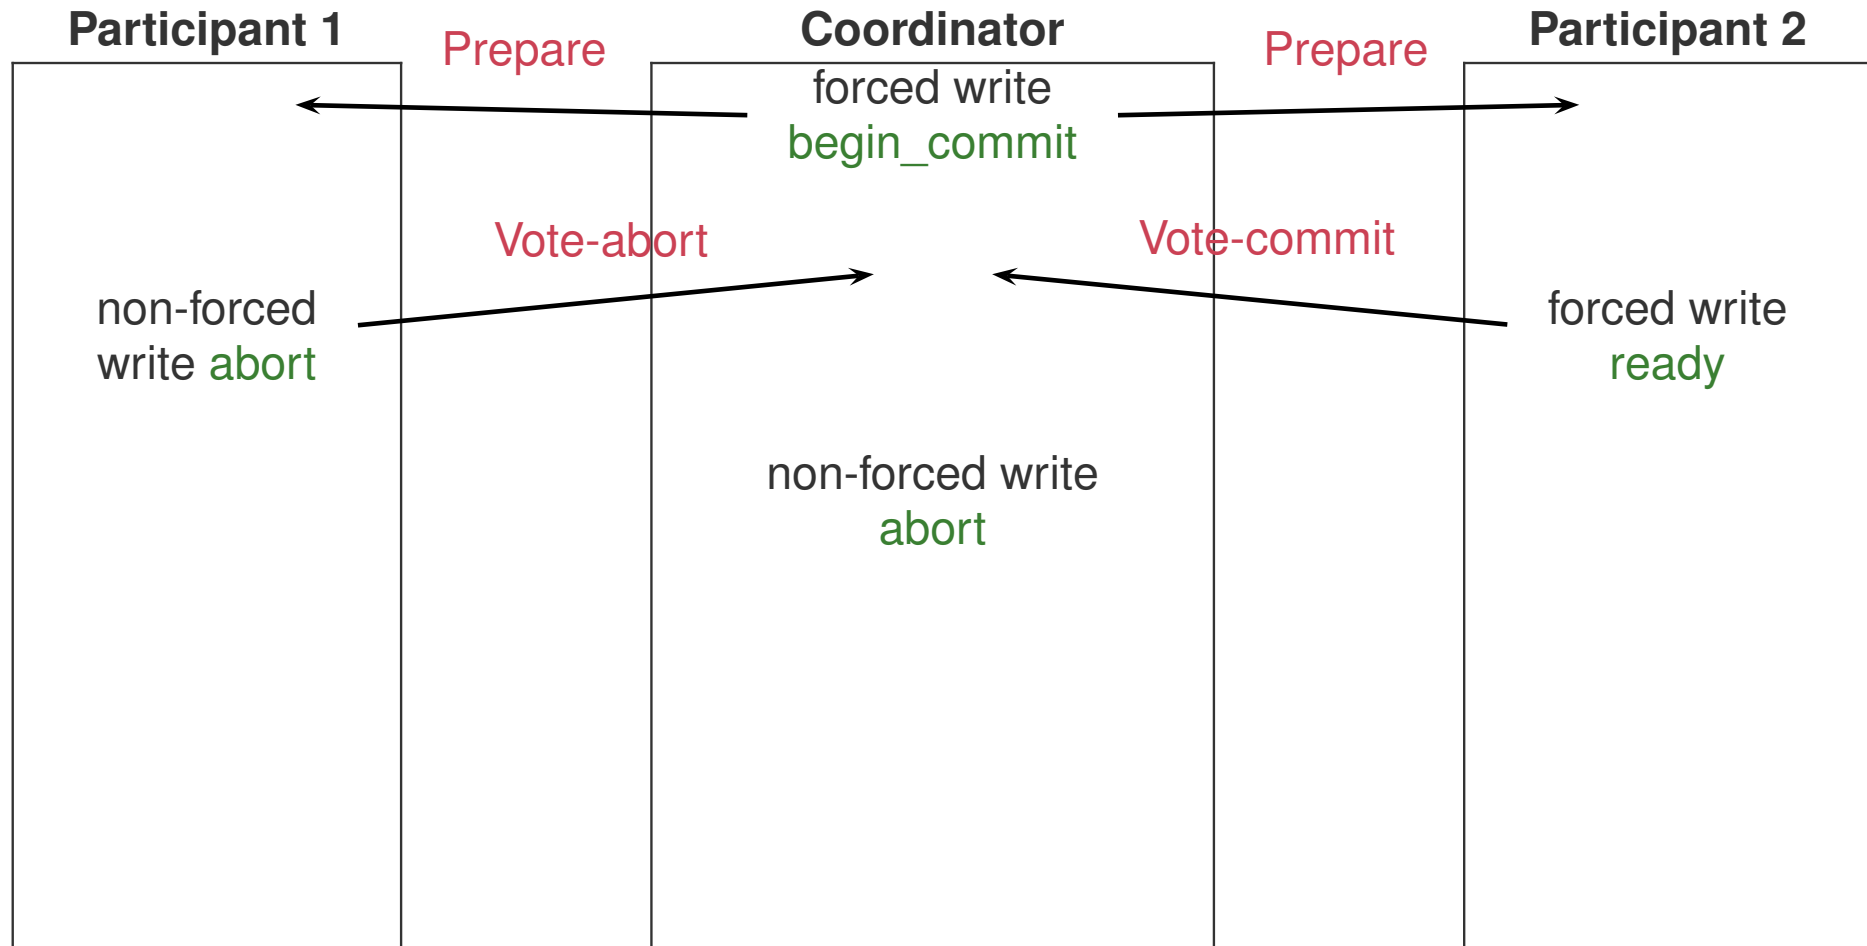 Participant 1
Prepare
Coordinator
Prepare
Participant 2
forced write
begin_commit
Vote-abort
Vote-commit
non-forced
write abort
forced write
ready
non-forced write
abort